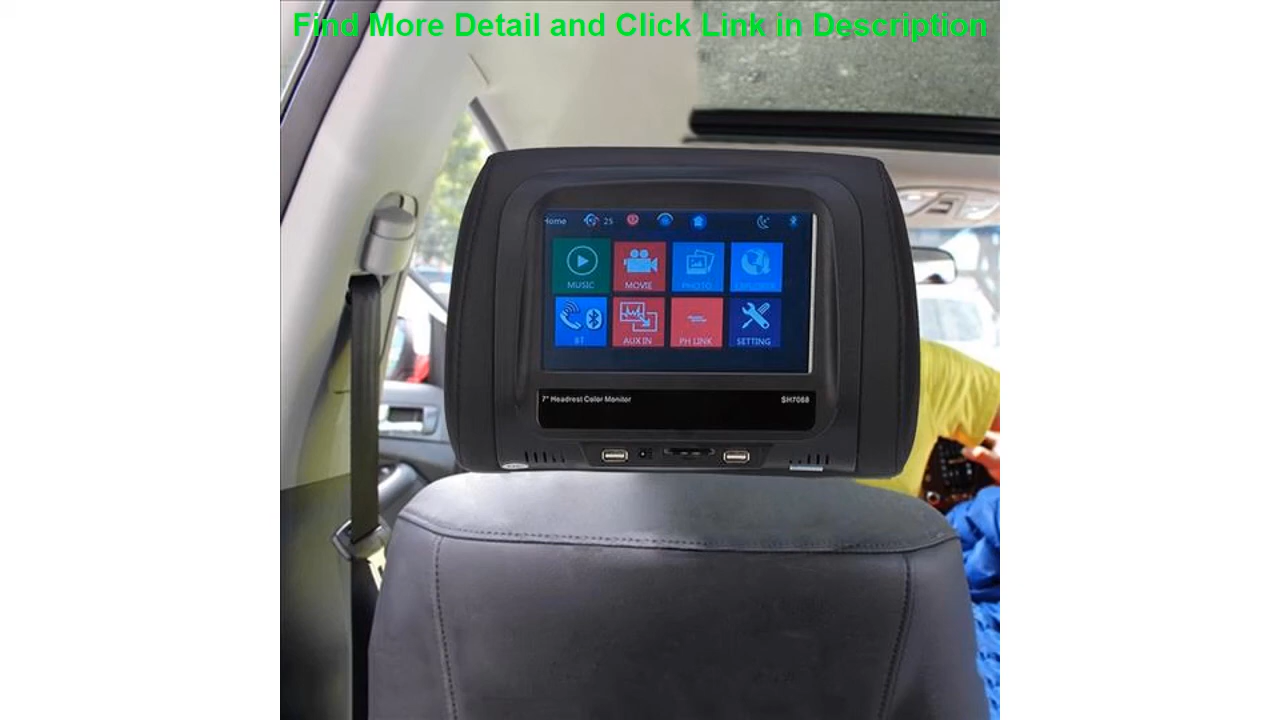 Find More Detail and Click Link in Description
Home 25
MUSIC MOVIE PHOTO EXPLORER
BT AUX IN PH LINK SETTING
7" Headrest Color Monitor SH7068